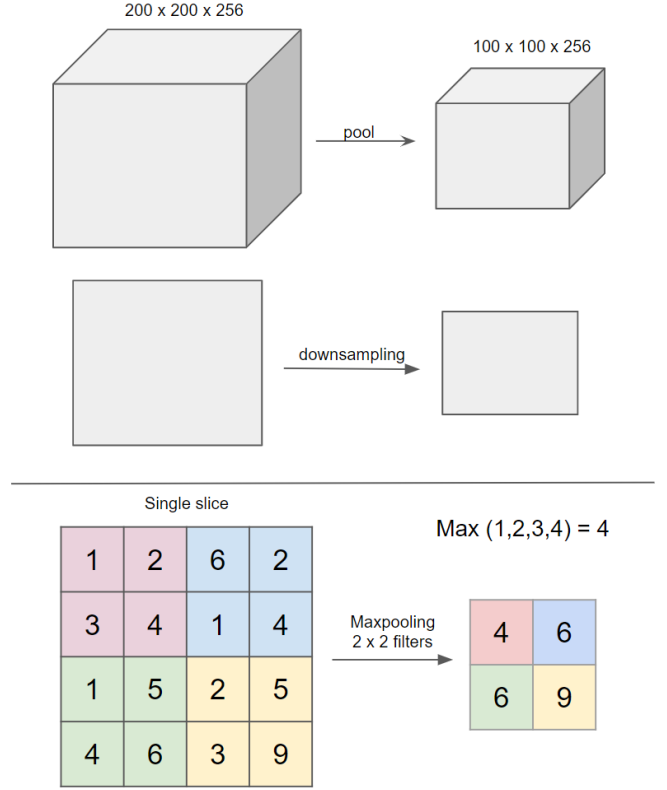 200 x 200 x 256
100 x 100 x 256
pool
downsampling
Single slice
Max (1,2,3,4) = 4
1 2 6 2
3 4 1 4
1 5 2 5
4 6 3 9
Maxpooling
2 x 2 filters
4 6
6 9